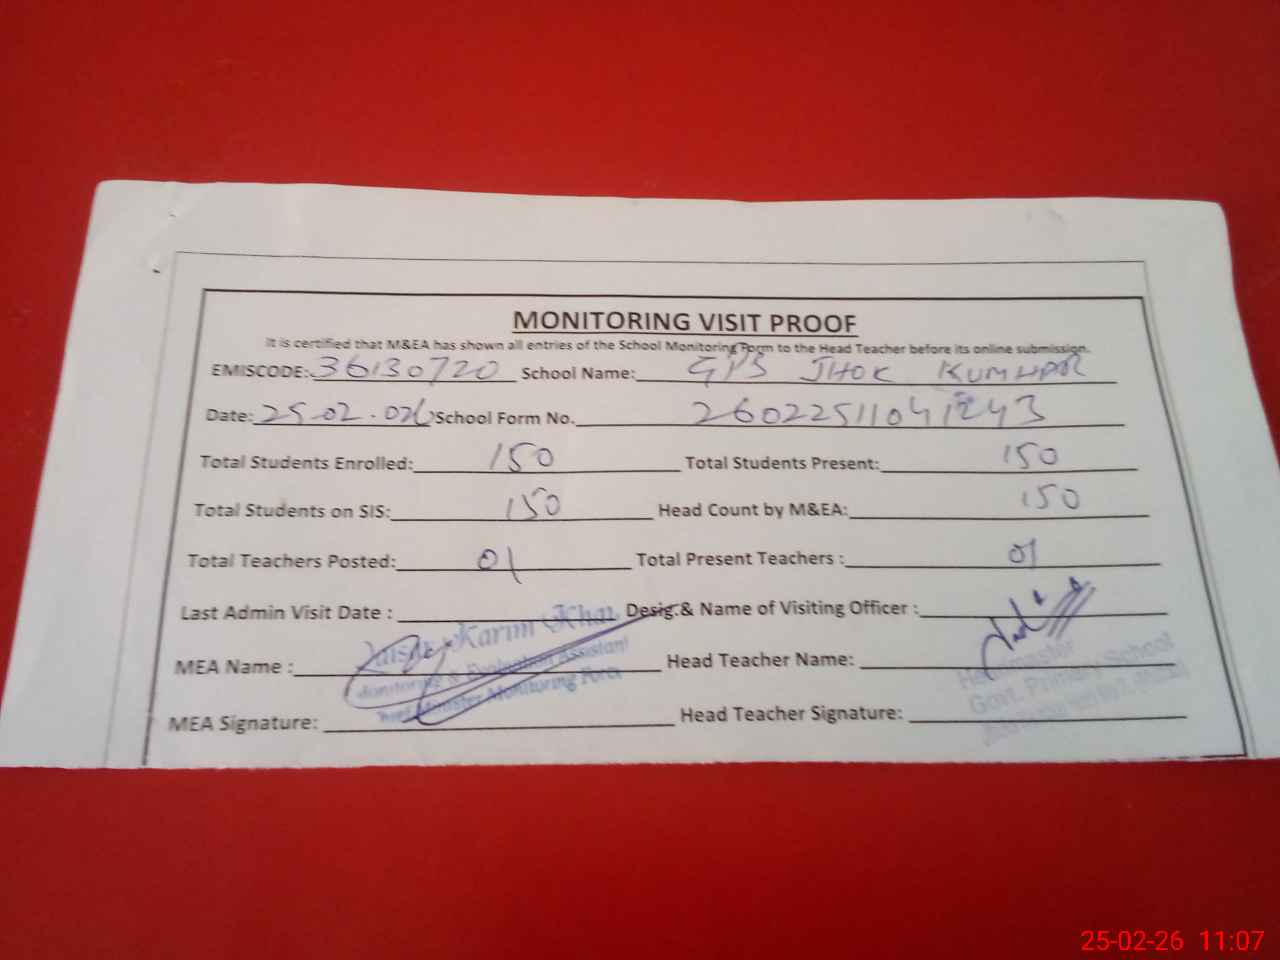 MONITORING VISIT PROOF
It is certified that M&EA has shown all entries of the School Monitoring Form to the Head Teacher before its online submission.
EMISCODE: 36130720 School Name: GPS JHOK KUMHAR
Date: 25-02-026 School Form No. 26022511041243
Total Students Enrolled: 150 Total Students Present: 150
Total Students on SIS: 150 Head Count by M&EA: 150
Total Teachers Posted: 01 Total Present Teachers : 01
Last Admin Visit Date : Desig.& Name of Visiting Officer :
Karim Khan
MEA Name : Head Teacher Name:
Monitoring & Evaluation Assistant
Headmaster
Chief Minister Monitoring Force
Govt. Primary School
MEA Signature: Head Teacher Signature:
25-02-26 11:07